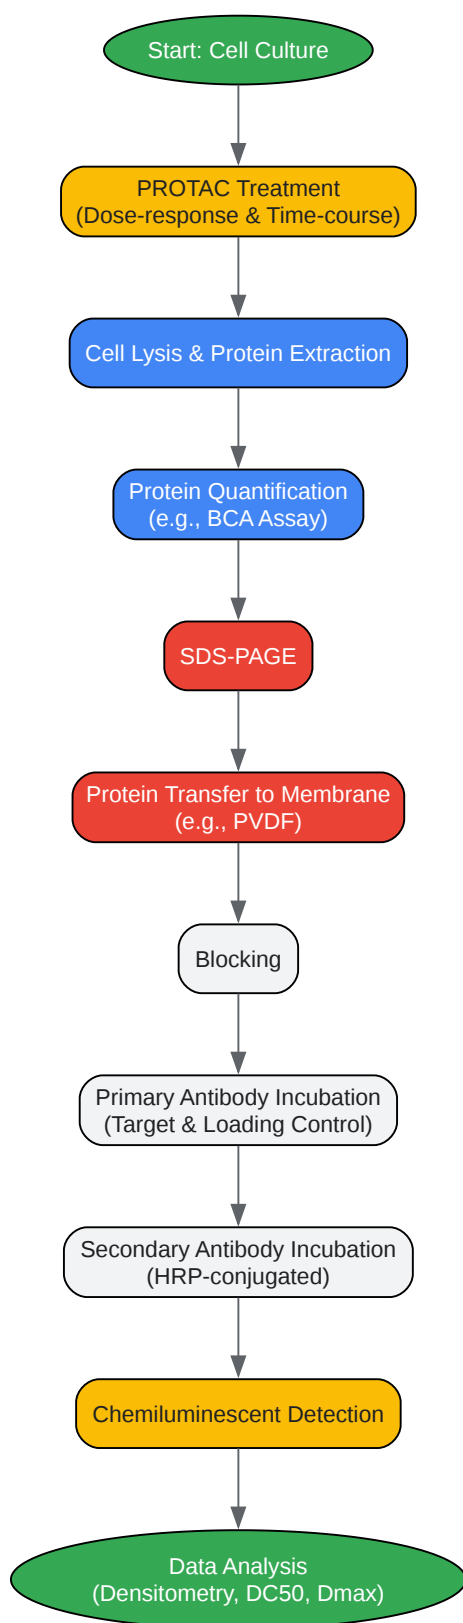 Start: Cell Culture
PROTAC Treatment
(Dose-response & Time-course)
Cell Lysis & Protein Extraction
Protein Quantification
(e.g., BCA Assay)
SDS-PAGE
Protein Transfer to Membrane
(e.g., PVDF)
Blocking
Primary Antibody Incubation
(Target & Loading Control)
Secondary Antibody Incubation
(HRP-conjugated)
Chemiluminescent Detection
Data Analysis
(Densitometry, DC50, Dmax)